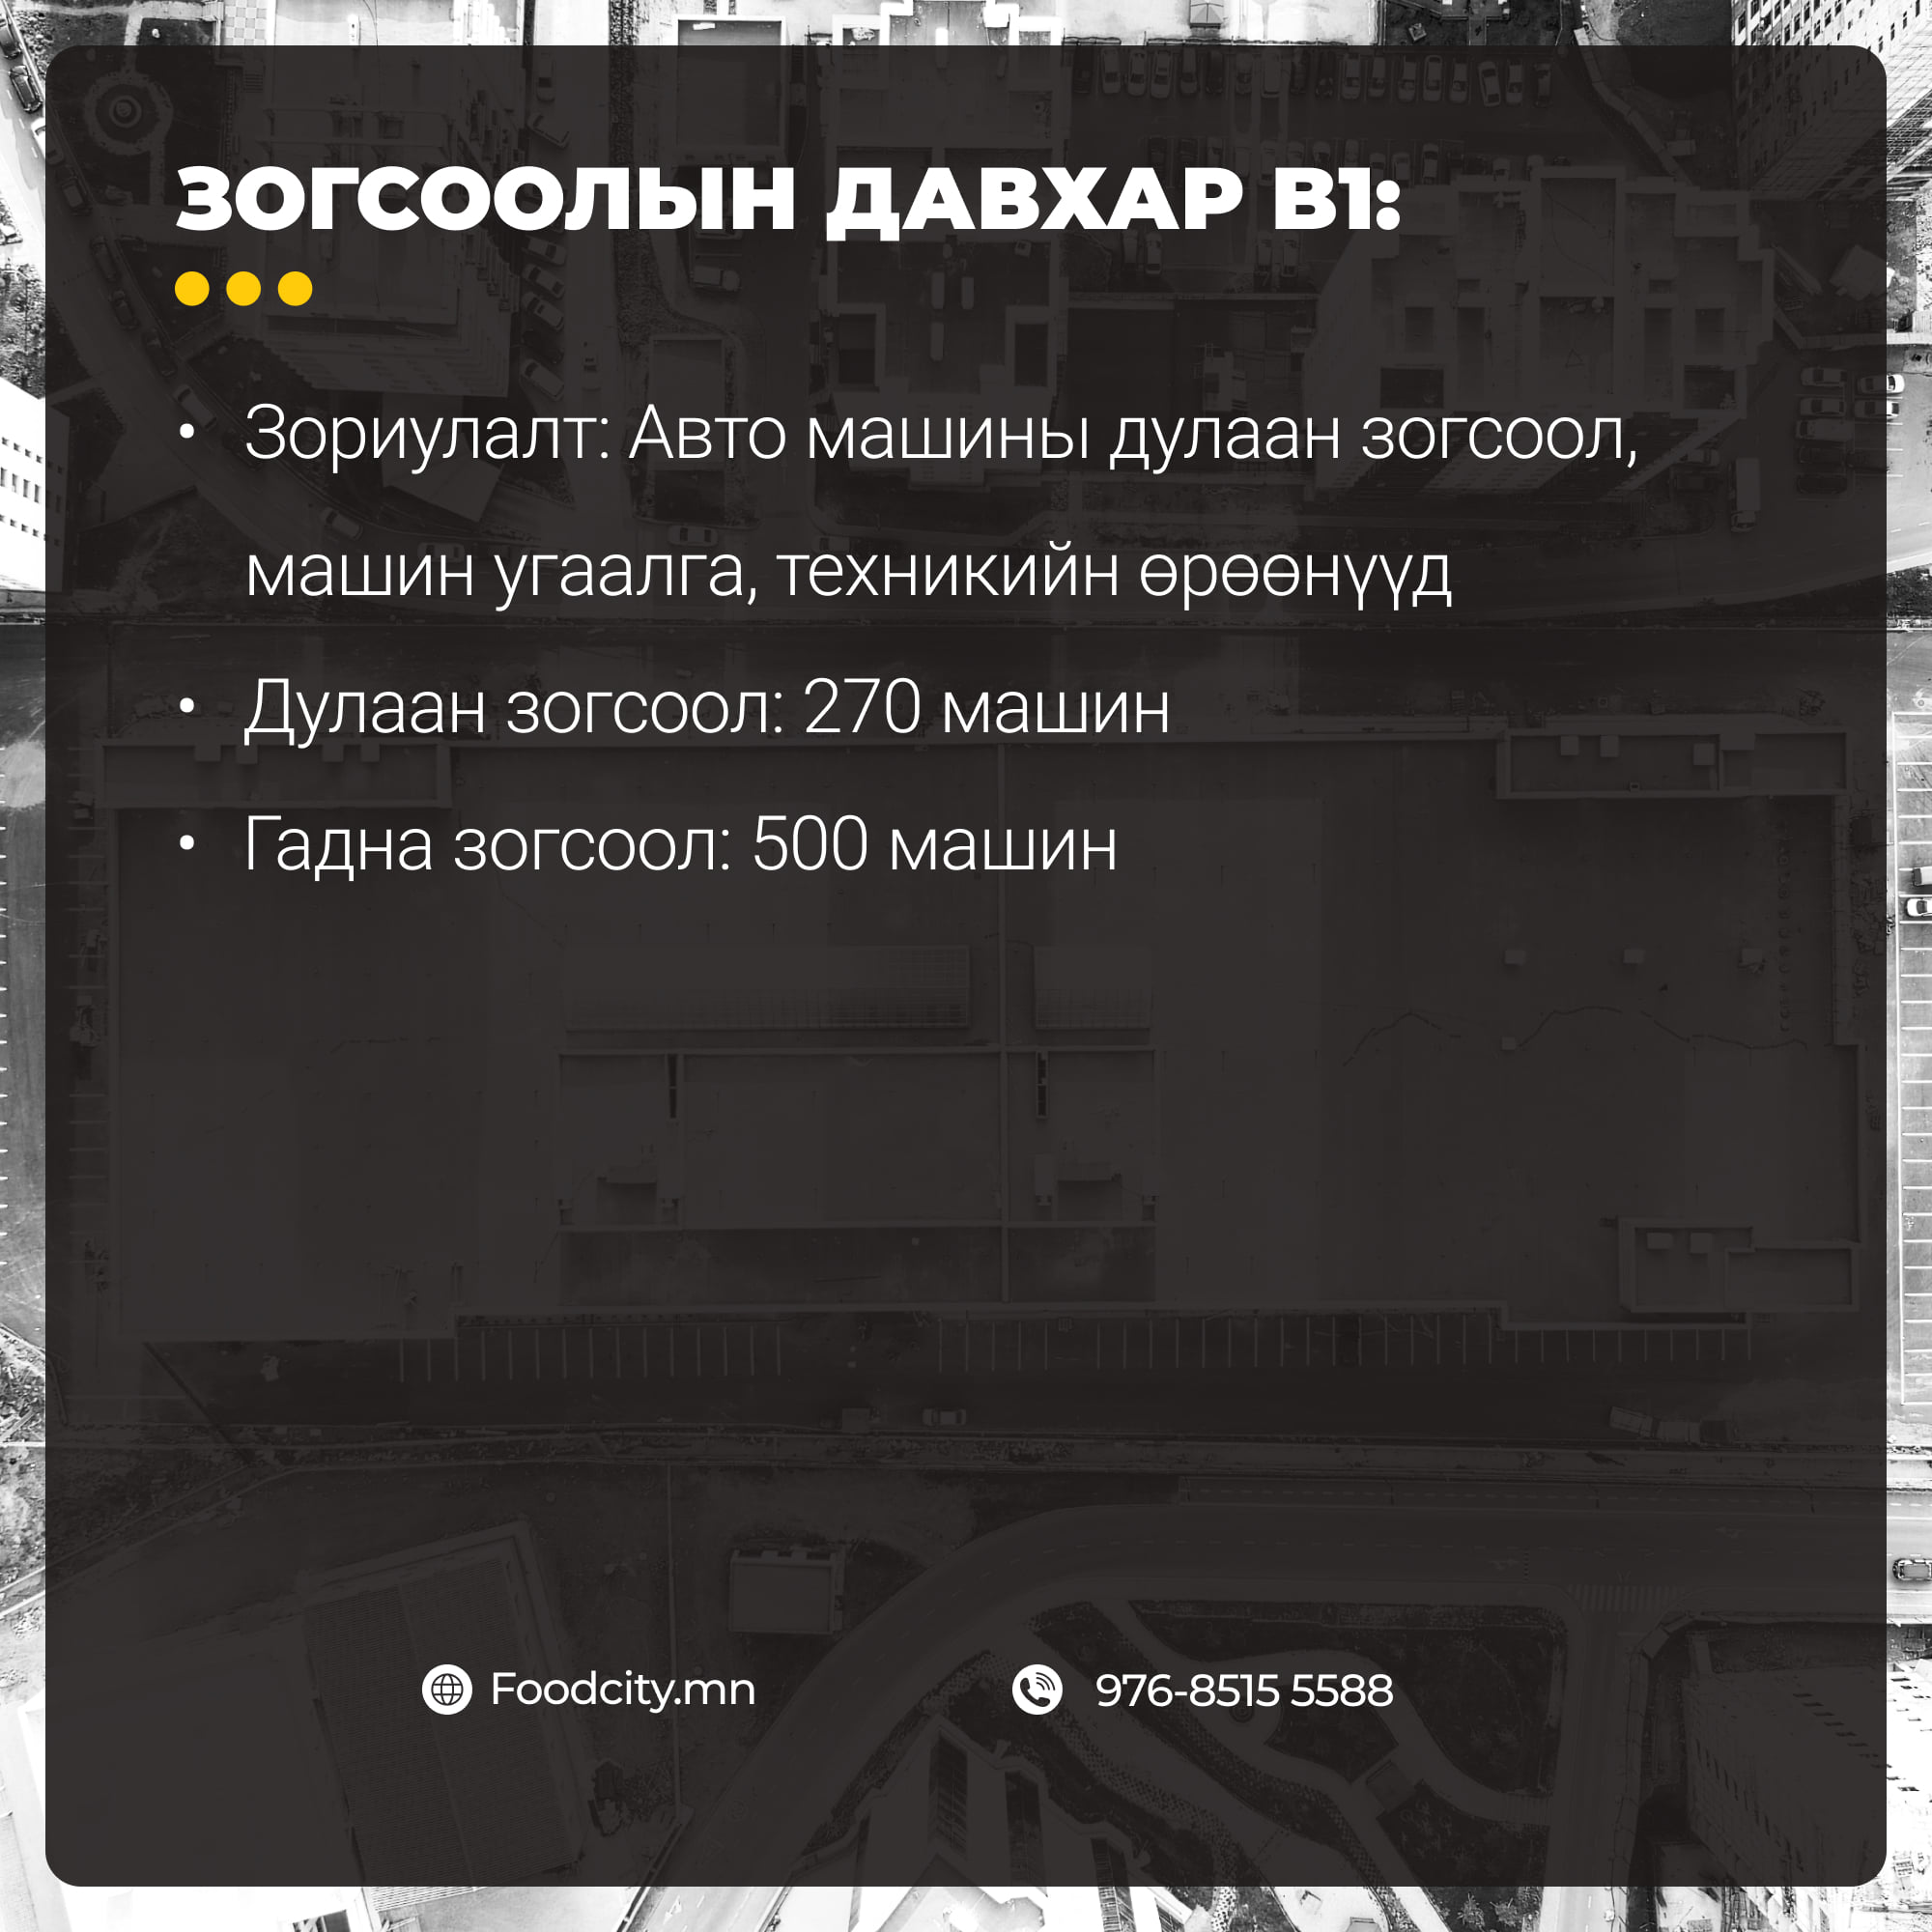 ЗОГСООЛЫН ДАВХАР B1:
• Зориулалт: Авто машины дулаан зогсоол,
машин угаалга, техникийн өрөөнүүд
• Дулаан зогсоол: 270 машин
• Гадна зогсоол: 500 машин
Foodcity.mn
976-8515 5588